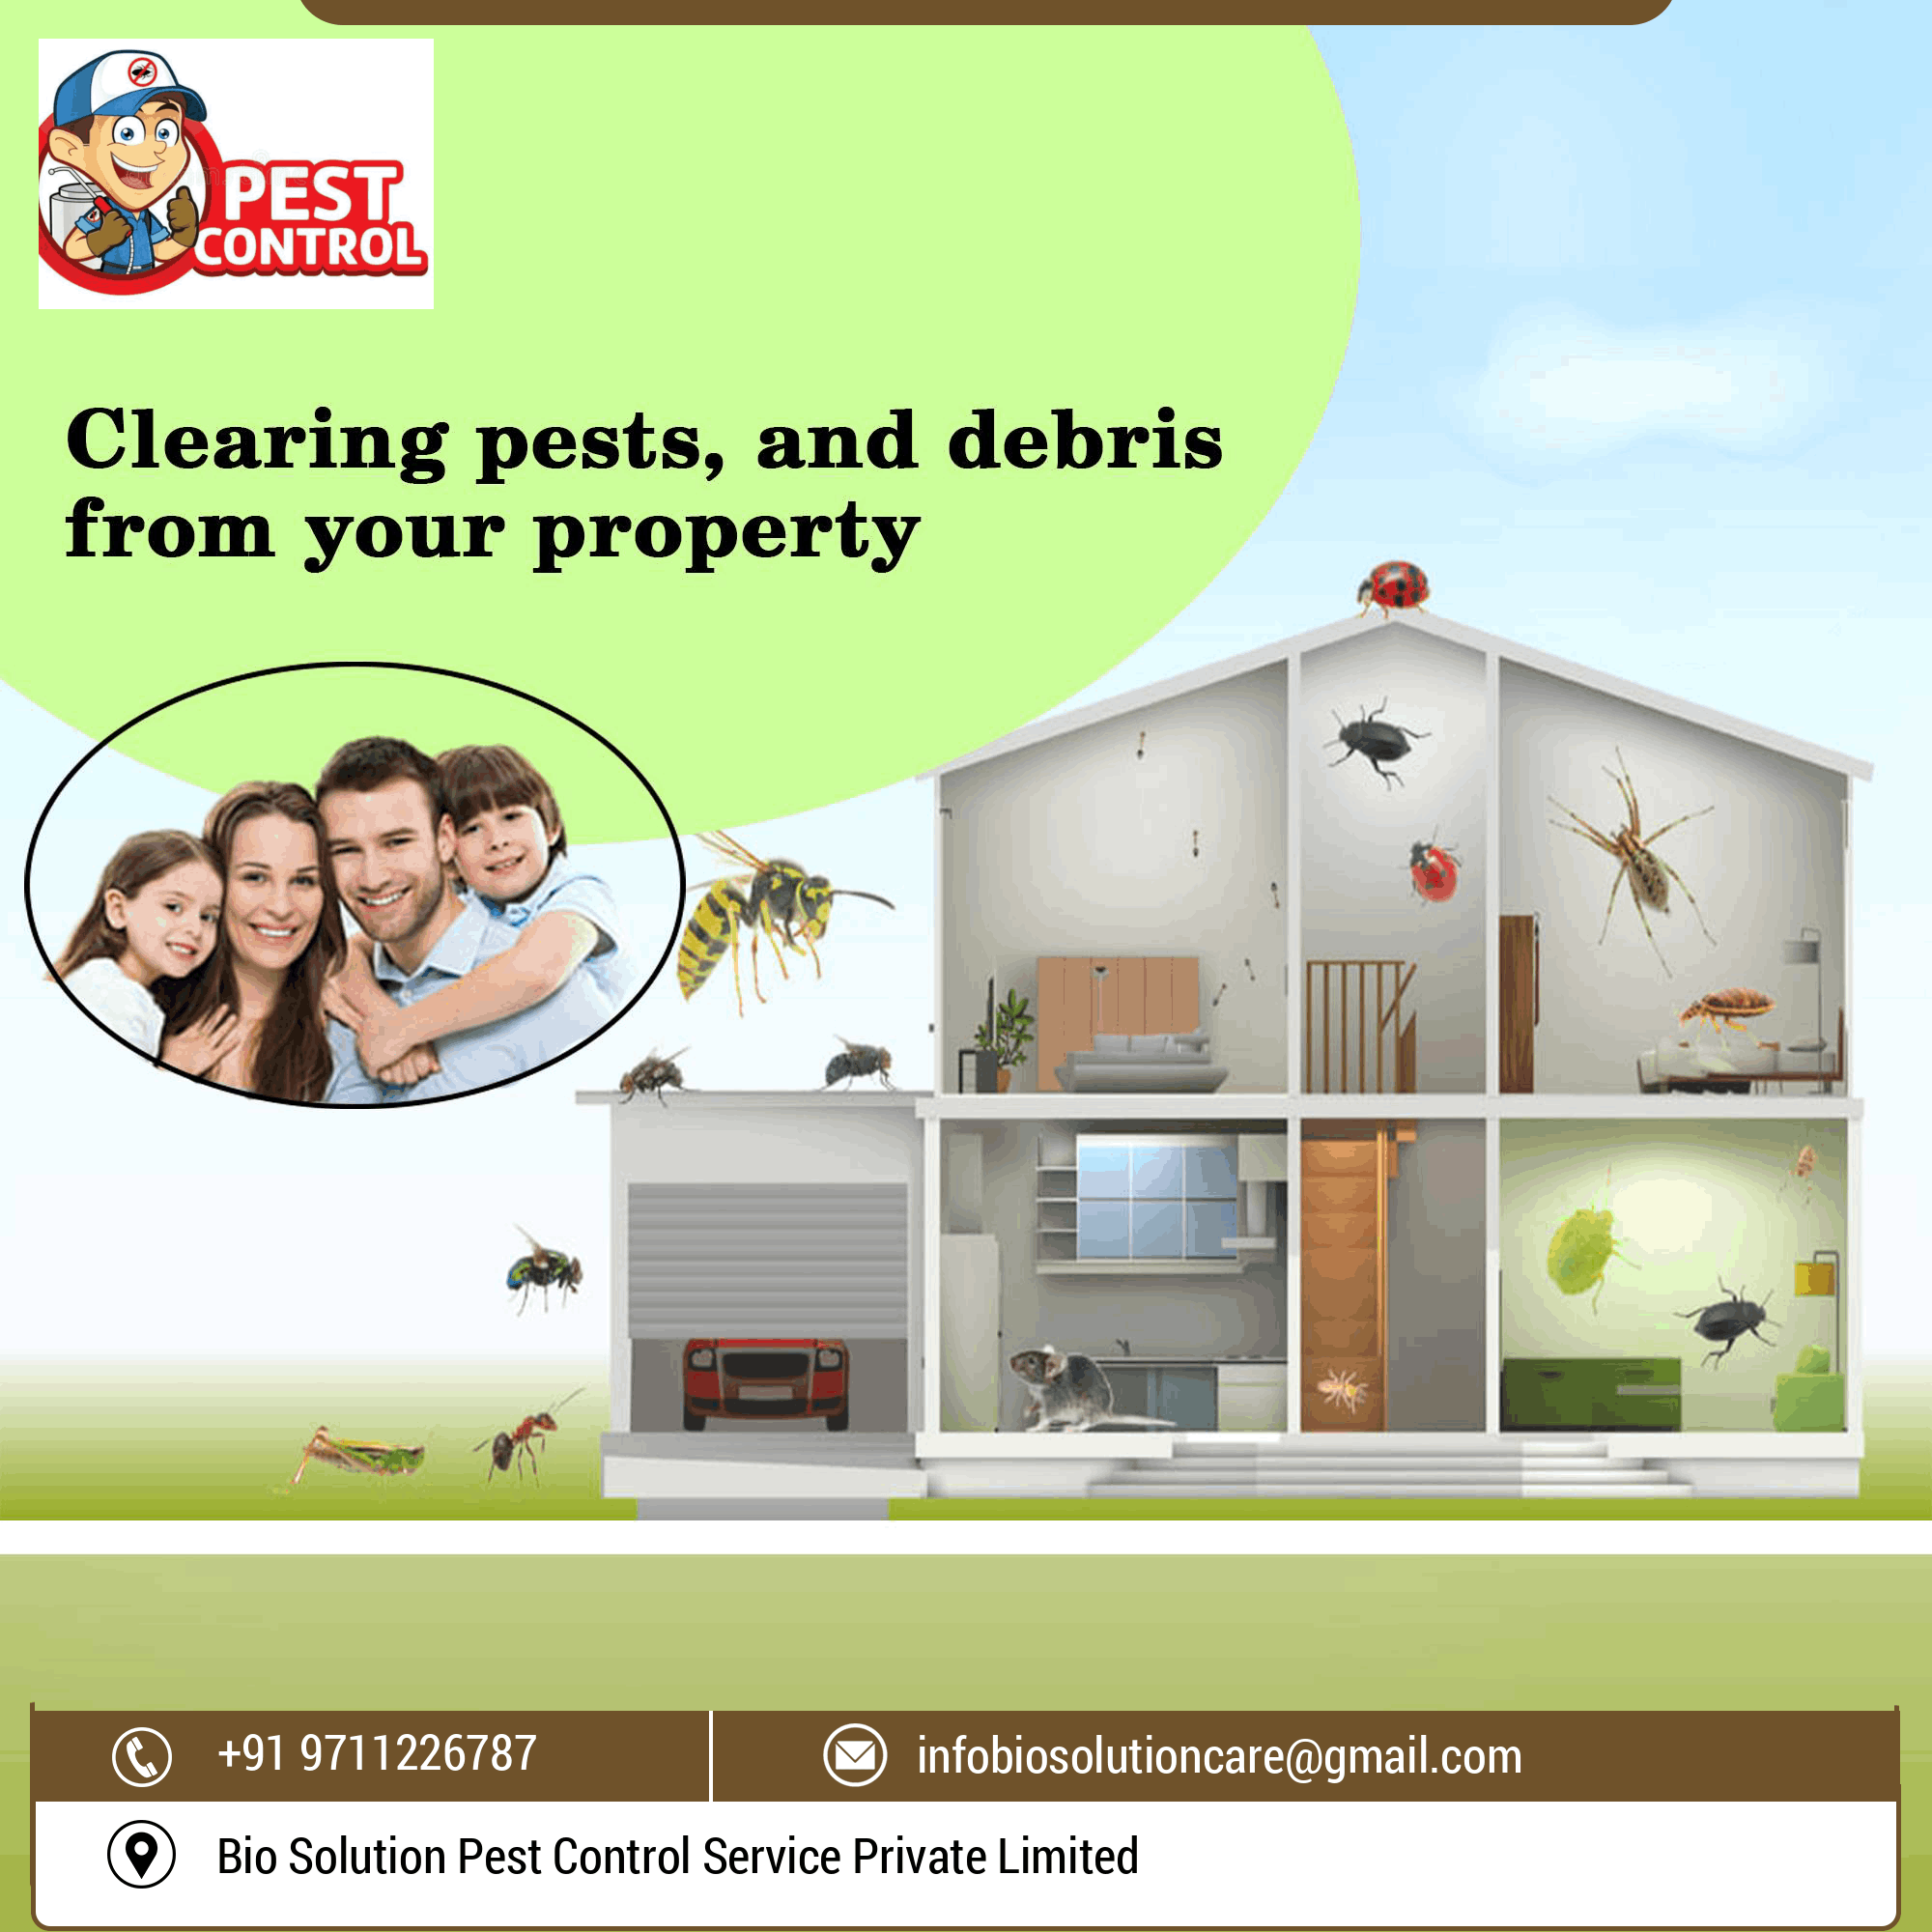 PEST
CONTROL
Clearing pests, and debris
from your property
+91 9711226787
infobiosolutioncare@gmail.com
Bio Solution Pest Control Service Private Limited